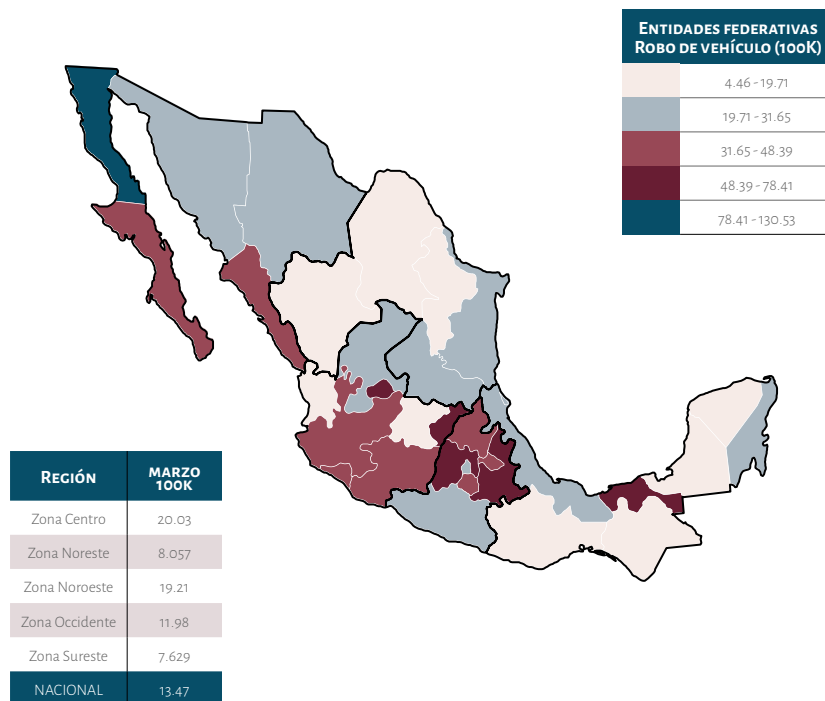 Entidades federativas
Robo de vehículo (100K)
4.46 - 19.71
19.71 - 31.65
31.65 - 48.39
48.39 - 78.41
78.41 - 130.53
Región
marzo
100K
Zona Centro 20.03
Zona Noreste 8.057
Zona Noroeste 19.21
Zona Occidente 11.98
Zona Sureste 7.629
NACIONAL 13.47